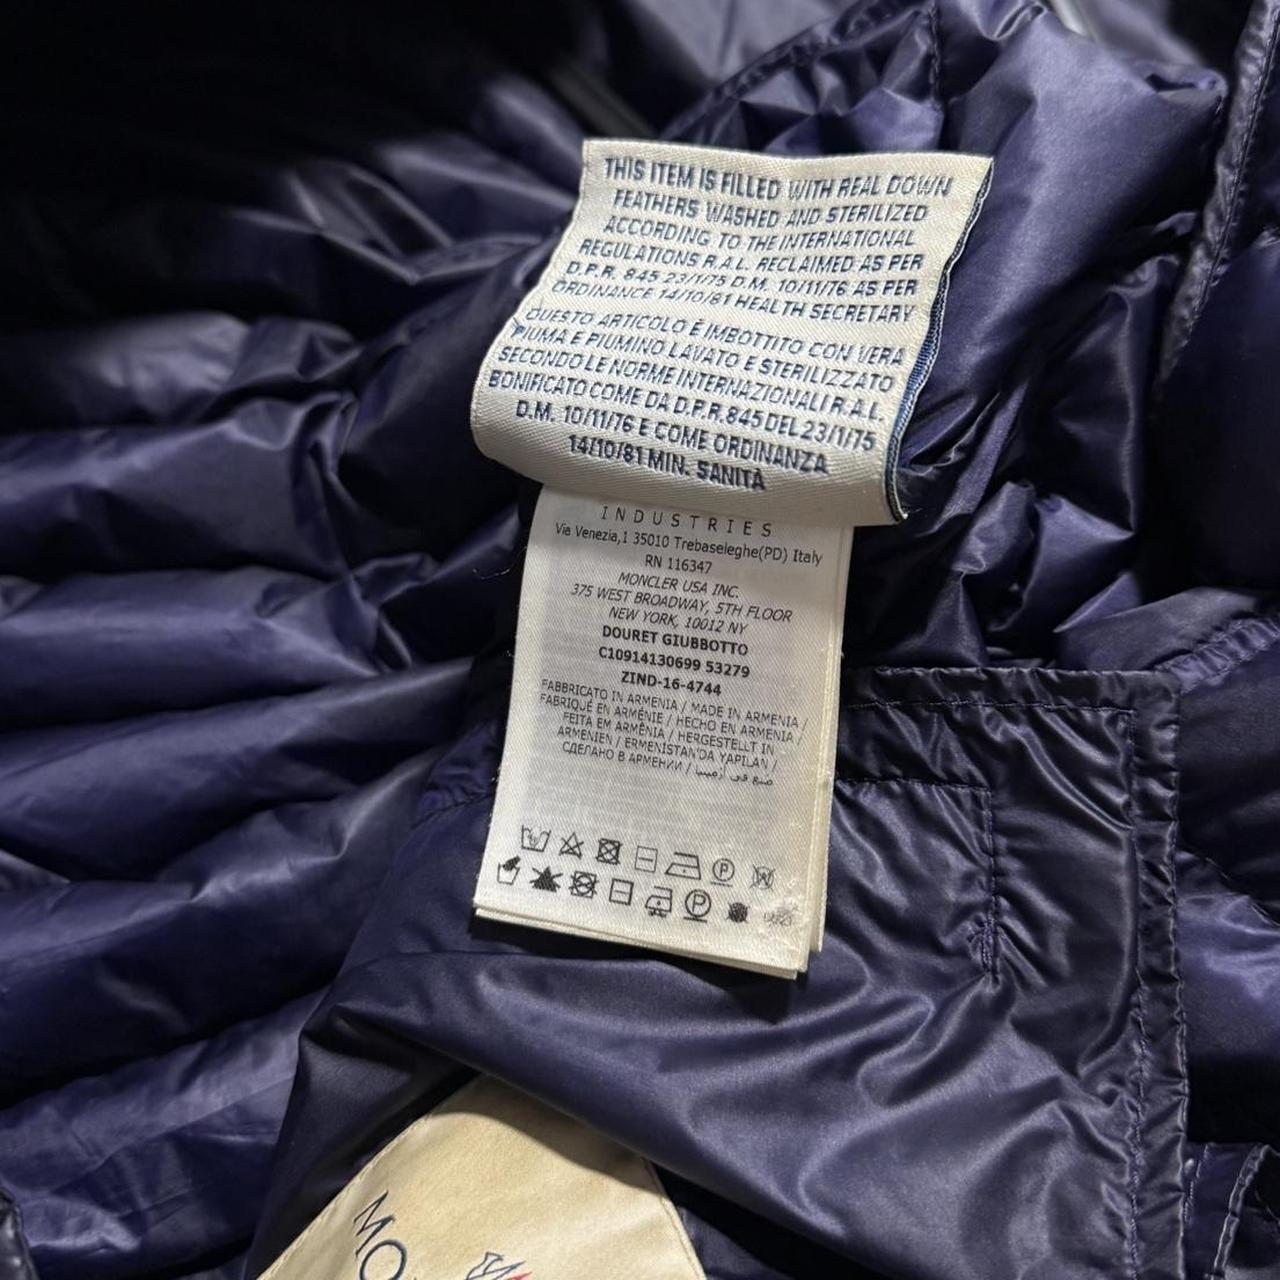 THIS ITEM IS FILLED WITH REAL DOWN
FEATHERS WASHED AND STERILIZED
ACCORDING TO THE INTERNATIONAL
REGULATIONS R.A.L. RECLAIMED AS PER
D.P.R. 845 23/1/75 D.M. 10/11/76 AS PER
ORDINANCE 14/10/81 HEALTH SECRETARY
QUESTO ARTICOLO È IMBOTTITO CON VERA
PIUMA E PIUMINO LAVATO E STERILIZZATO
SECONDO LE NORME INTERNAZIONALI R.A.L.
BONIFICATO COME DA D.P.R. 845 DEL 23/1/75
D.M. 10/11/76 E COME ORDINANZA
14/10/81 MIN. SANITÀ
INDUSTRIES
Via Venezia,1 35010 Trebaseleghe(PD) Italy
RN 116347
MONCLER USA INC.
375 WEST BROADWAY, 5TH FLOOR
NEW YORK, 10012 NY
DOURET GIUBBOTTO
C10914130699 53279
ZIND-16-4744
FABBRICATO IN ARMENIA / MADE IN ARMENIA /
FABRIQUÉ EN ARMÉNIE / HECHO EN ARMENIA /
FEITA EM ARMÊNIA / HERGESTELLT IN
ARMENIEN / ERMENİSTAN'DA YAPILAN /
СДЕЛАНО В АРМЕНИИ / صنع في أرمينيا
P
P
MO